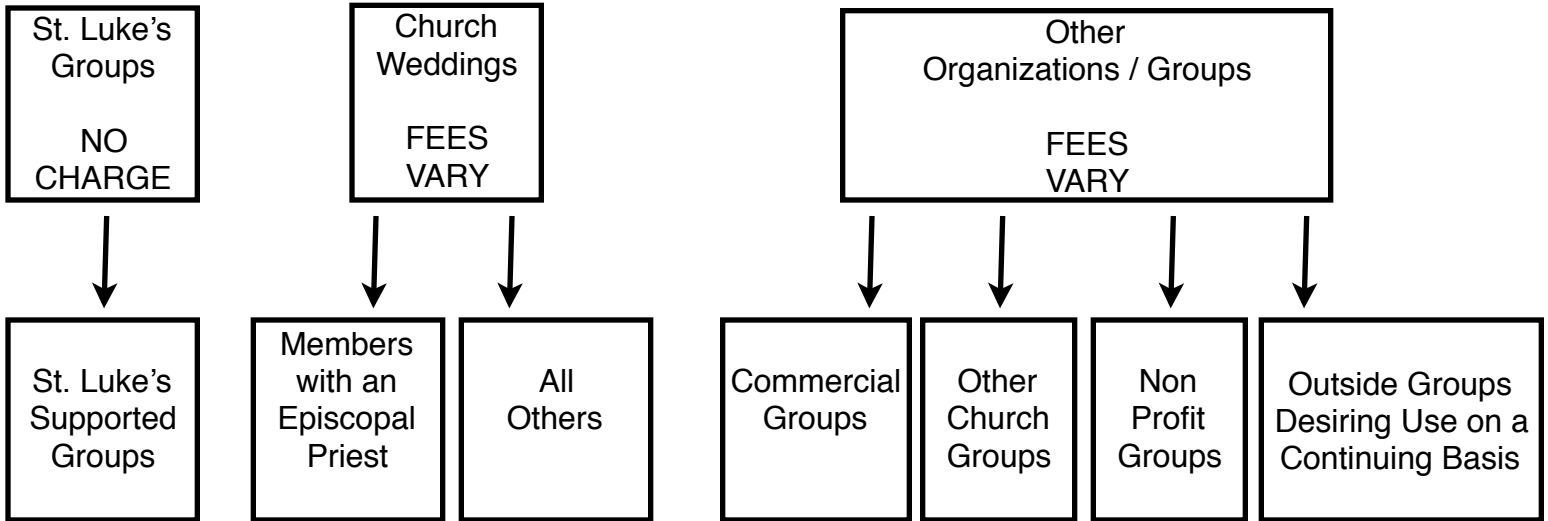 St. Luke’s
Groups
NO
CHARGE
Church
Weddings
FEES
VARY
Other
Organizations / Groups
FEES
VARY
St. Luke’s
Supported
Groups
Members
with an
Episcopal
Priest
All
Others
Commercial
Groups
Other
Church
Groups
Non
Profit
Groups
Outside Groups
Desiring Use on a
Continuing Basis